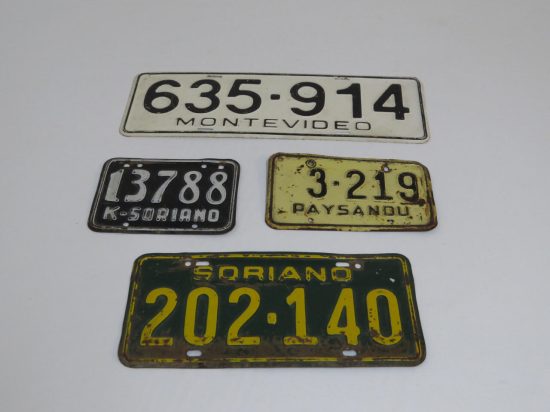 635·914
MONTEVIDEO
13788
K-SORIANO
3·219
PAYSANDU
SORIANO
202·140